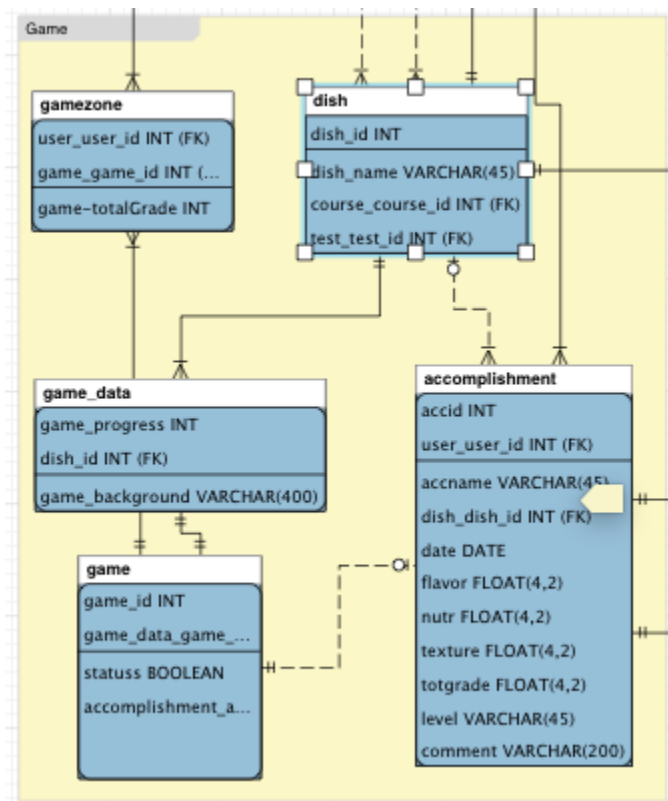 Game
gamezone
user_user_id INT (FK)
game_game_id INT (...
game-totalGrade INT
dish
dish_id INT
dish_name VARCHAR(45)
course_course_id INT (FK)
test_test_id INT (FK)
game_data
game_progress INT
dish_id INT (FK)
game_background VARCHAR(400)
game
game_id INT
game_data_game_...
statuss BOOLEAN
accomplishment_a...
accomplishment
accid INT
user_user_id INT (FK)
accname VARCHAR(45)
dish_dish_id INT (FK)
date DATE
flavor FLOAT(4,2)
nutr FLOAT(4,2)
texture FLOAT(4,2)
totgrade FLOAT(4,2)
level VARCHAR(45)
comment VARCHAR(200)